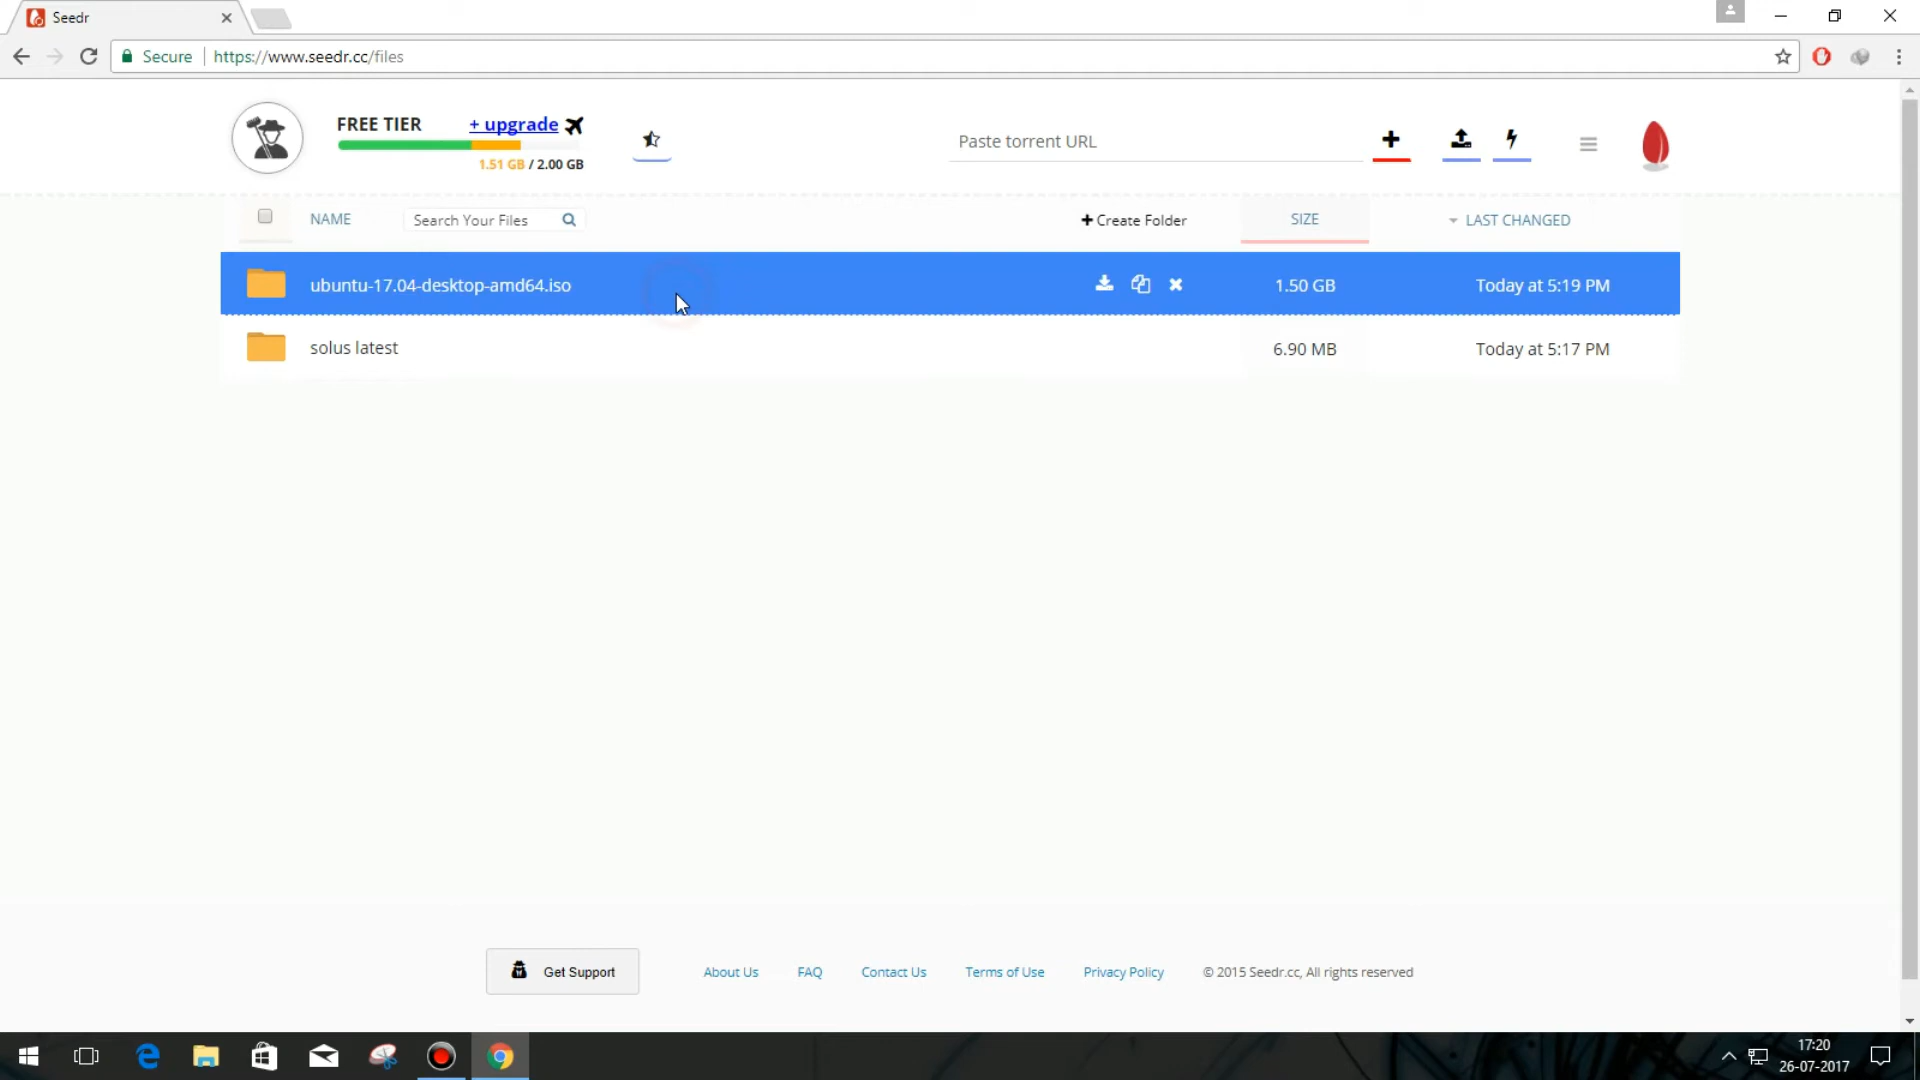 Seedr
Secure
https://www.seedr.cc/files
FREE TIER
+ upgrade
1.51 GB / 2.00 GB
Paste torrent URL
NAME
Search Your Files
Create Folder
SIZE
LAST CHANGED
ubuntu-17.04-desktop-amd64.iso
1.50 GB
Today at 5:19 PM
solus latest
6.90 MB
Today at 5:17 PM
Get Support
About Us
FAQ
Contact Us
Terms of Use
Privacy Policy
© 2015 Seedr.cc, All rights reserved
17:20
26-07-2017